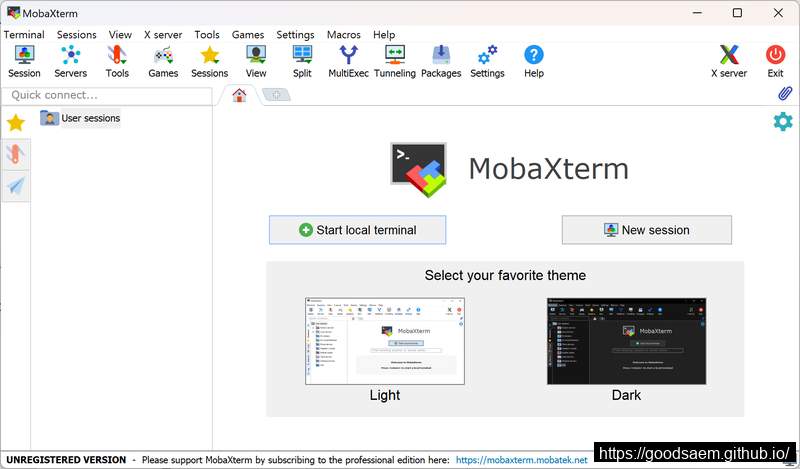 MobaXterm
Terminal Sessions View X server Tools Games Settings Macros Help
Session Servers Tools Games Sessions View Split MultiExec Tunneling Packages Settings Help X server Exit
Quick connect...
User sessions
>_
MobaXterm
Start local terminal New session
Select your favorite theme
MobaXterm MobaXterm
Light Dark
UNREGISTERED VERSION - Please support MobaXterm by subscribing to the professional edition here: https://mobaxterm.mobatek.net
https://goodsaem.github.io/